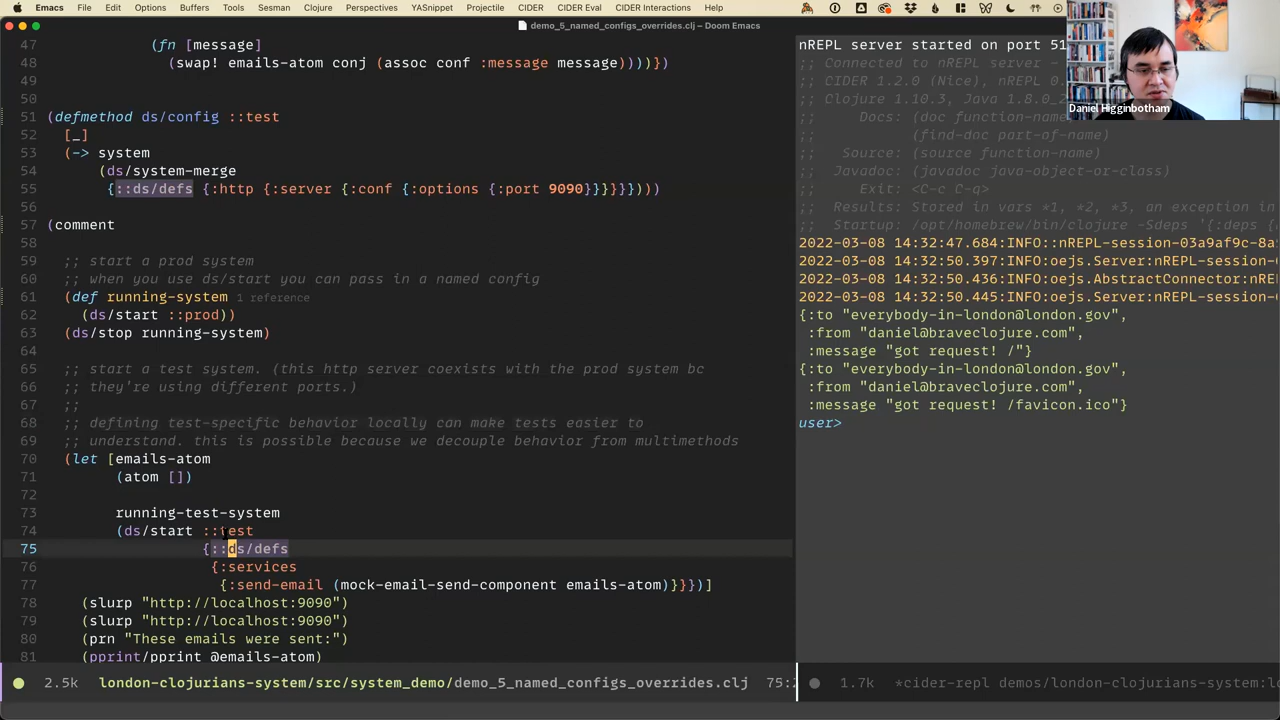 Emacs File Edit Options Buffers Tools Sesman Clojure Perspectives YASnippet Projectile CIDER CIDER Eval CIDER Interactions Help
demo_5_named_configs_overrides.clj – Doom Emacs
47 (fn [message]
48 (swap! emails-atom conj (assoc conf :message message))))})
49
50
51 (defmethod ds/config ::test
52 [_]
53 (-> system
54 (ds/system-merge
55 {::ds/defs {:http {:server {:conf {:options {:port 9090}}}}}})))
56
57 (comment
58
59 ;; start a prod system
60 ;; when you use ds/start you can pass in a named config
61 (def running-system 1 reference
62 (ds/start ::prod))
63 (ds/stop running-system)
64
65 ;; start a test system. (this http server coexists with the prod system bc
66 ;; they're using different ports.)
67 ;;
68 ;; defining test-specific behavior locally can make tests easier to
69 ;; understand. this is possible because we decouple behavior from multimethods
70 (let [emails-atom
71 (atom [])
72
73 running-test-system
74 (ds/start ::test
75 {::ds/defs
76 {:services
77 {:send-email (mock-email-send-component emails-atom)}}})]
78 (slurp "http://localhost:9090")
79 (slurp "http://localhost:9090")
80 (prn "These emails were sent:")
81 (pprint/pprint @emails-atom)
2.5k london-clojurians-system/src/system_demo/demo_5_named_configs_overrides.clj 75:2
nREPL server started on port 51
;; Connected to nREPL server -
;; CIDER 1.2.0 (Nice), nREPL 0.
;; Clojure 1.10.3, Java 1.8.0_2
;; Docs: (doc function-name)
;; (find-doc part-of-name)
;; Source: (source function-name)
;; Javadoc: (javadoc java-object-or-class)
;; Exit: <C-c C-q>
;; Results: Stored in vars *1, *2, *3, an exception in
;; Startup: /opt/homebrew/bin/clojure -Sdeps '{:deps {
2022-03-08 14:32:47.684:INFO::nREPL-session-03a9af9c-8a
2022-03-08 14:32:50.397:INFO:oejs.Server:nREPL-session-
2022-03-08 14:32:50.436:INFO:oejs.AbstractConnector:nRE
2022-03-08 14:32:50.445:INFO:oejs.Server:nREPL-session-
{:to "everybody-in-london@london.gov",
:from "daniel@braveclojure.com",
:message "got request! /"}
{:to "everybody-in-london@london.gov",
:from "daniel@braveclojure.com",
:message "got request! /favicon.ico"}
user>
1.7k *cider-repl demos/london-clojurians-system:lo
Daniel Higginbotham